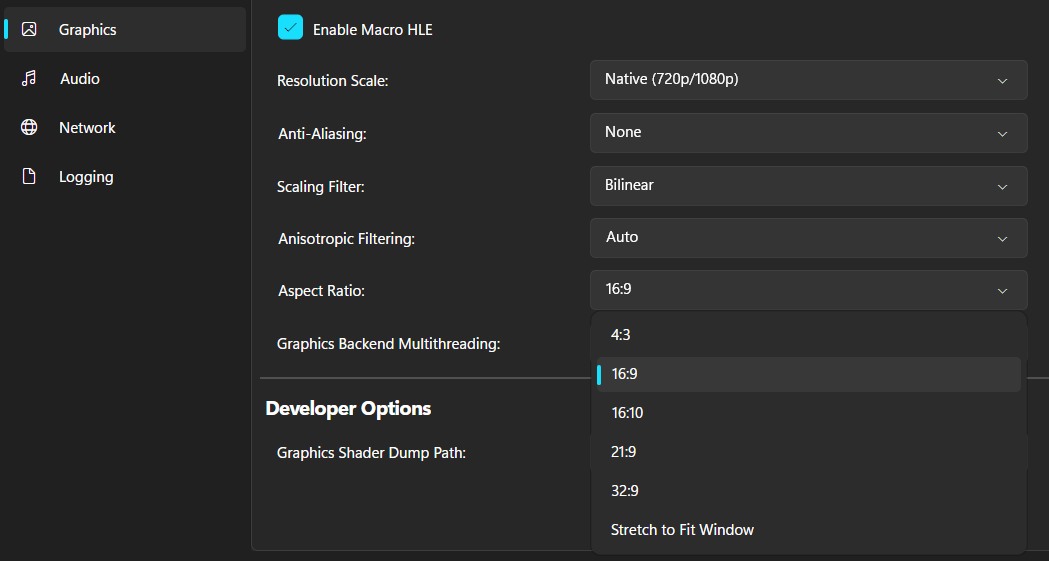 Graphics
Audio
Network
Logging
Enable Macro HLE
Resolution Scale: Native (720p/1080p)
Anti-Aliasing: None
Scaling Filter: Bilinear
Anisotropic Filtering: Auto
Aspect Ratio: 16:9
4:3
16:9
16:10
21:9
32:9
Stretch to Fit Window
Graphics Backend Multithreading:
Developer Options
Graphics Shader Dump Path: